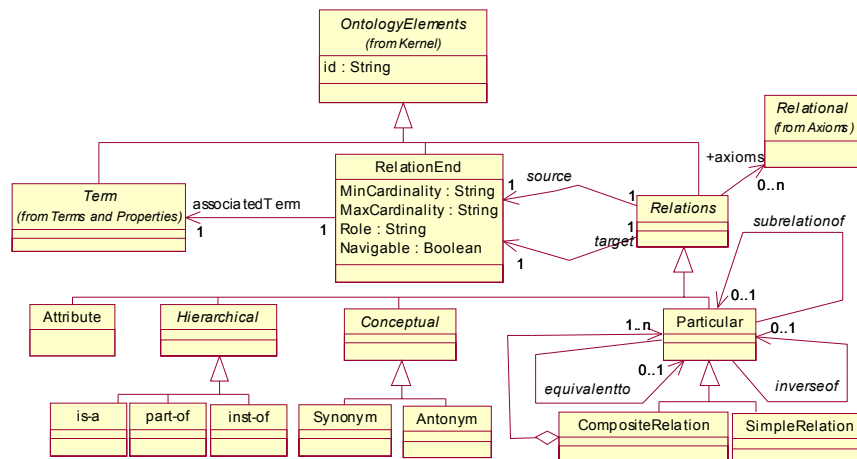 OntologyElements
(from Kernel)
id : String
Relational
(from Axioms)
+axioms
0..n
RelationEnd
MinCardinality : String
MaxCardinality : String
Role : String
Navigable : Boolean
source
1
1
Term
(from Terms and Properties)
associatedTerm
1
1
Relations
1
target
1
subrelationof
0..1
Attribute
Hierarchical
Conceptual
1..n
Particular
0..1
0..1
equivalentto
inverseof
is-a
part-of
inst-of
Synonym
Antonym
CompositeRelation
SimpleRelation